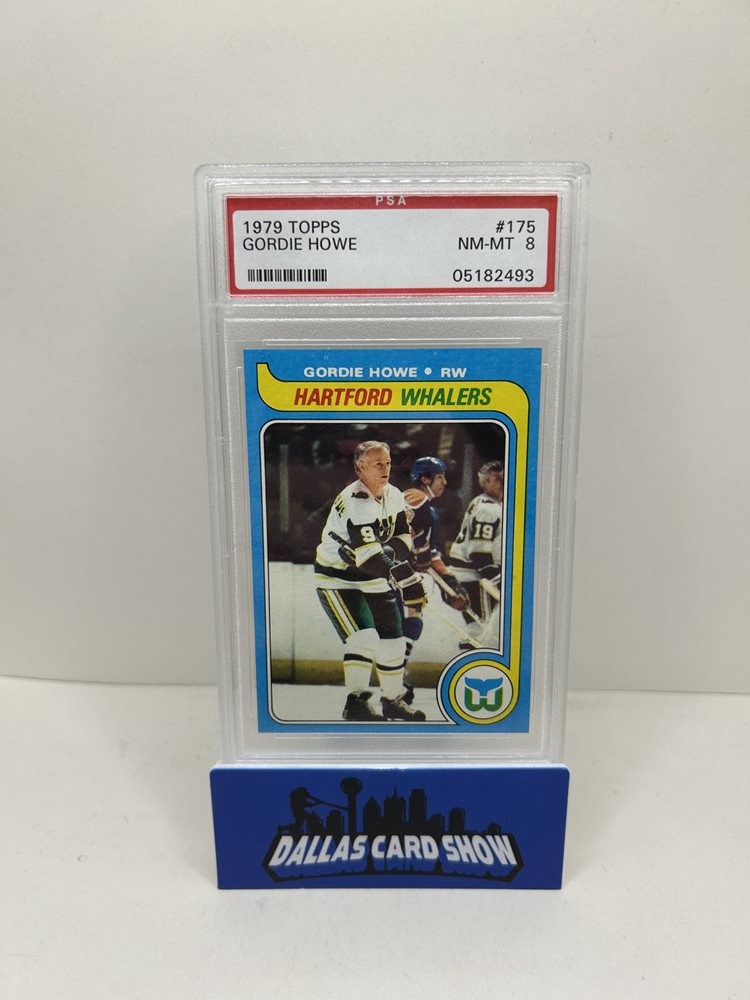 PSA
1979 TOPPS #175
GORDIE HOWE NM-MT 8
05182493
GORDIE HOWE • RW
HARTFORD WHALERS
9
19
DALLAS CARD SHOW